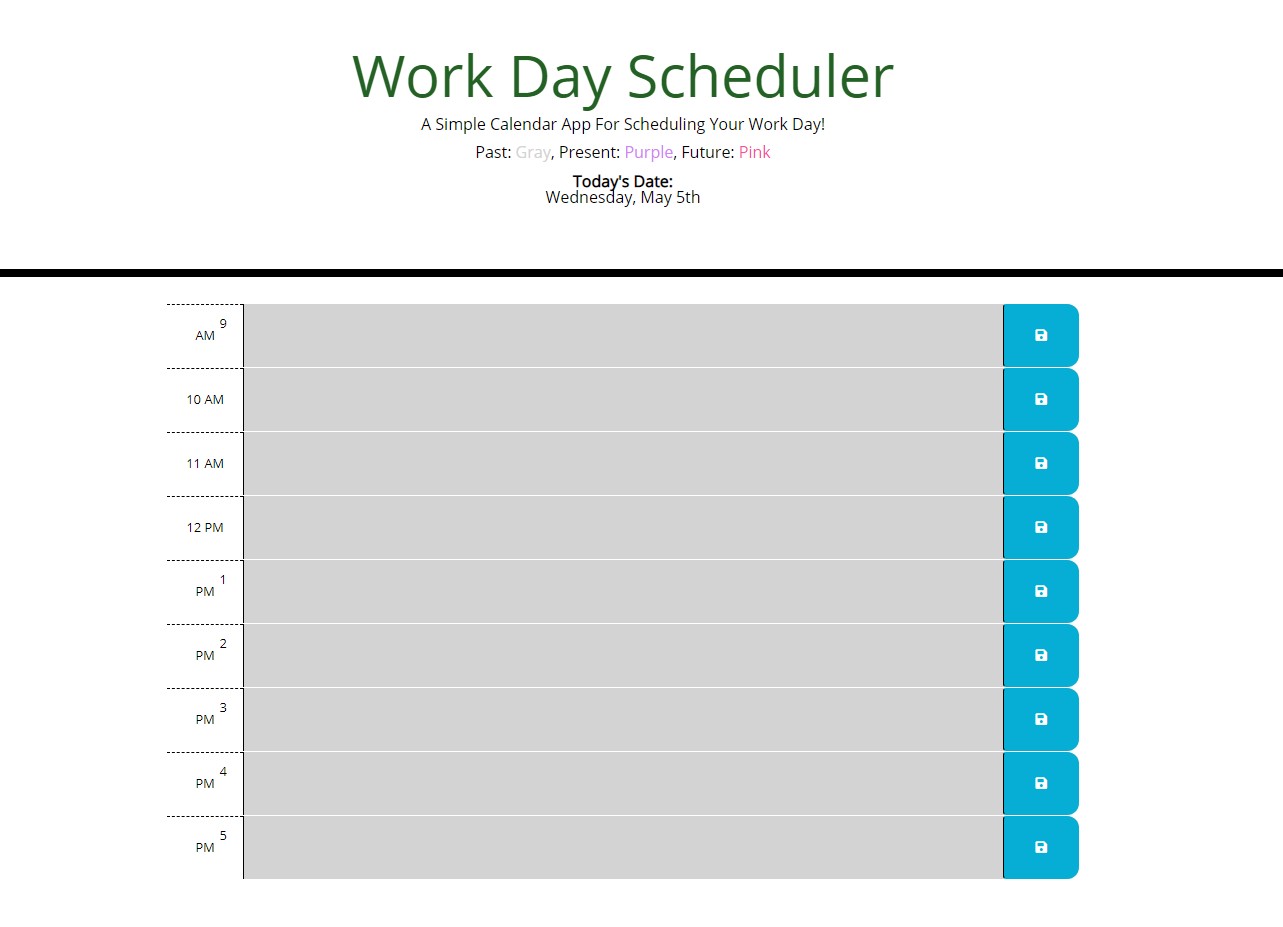 Work Day Scheduler
A Simple Calendar App For Scheduling Your Work Day!
Past: Gray, Present: Purple, Future: Pink
Today's Date:
Wednesday, May 5th
9
AM
10 AM
11 AM
12 PM
1
PM
2
PM
3
PM
4
PM
5
PM